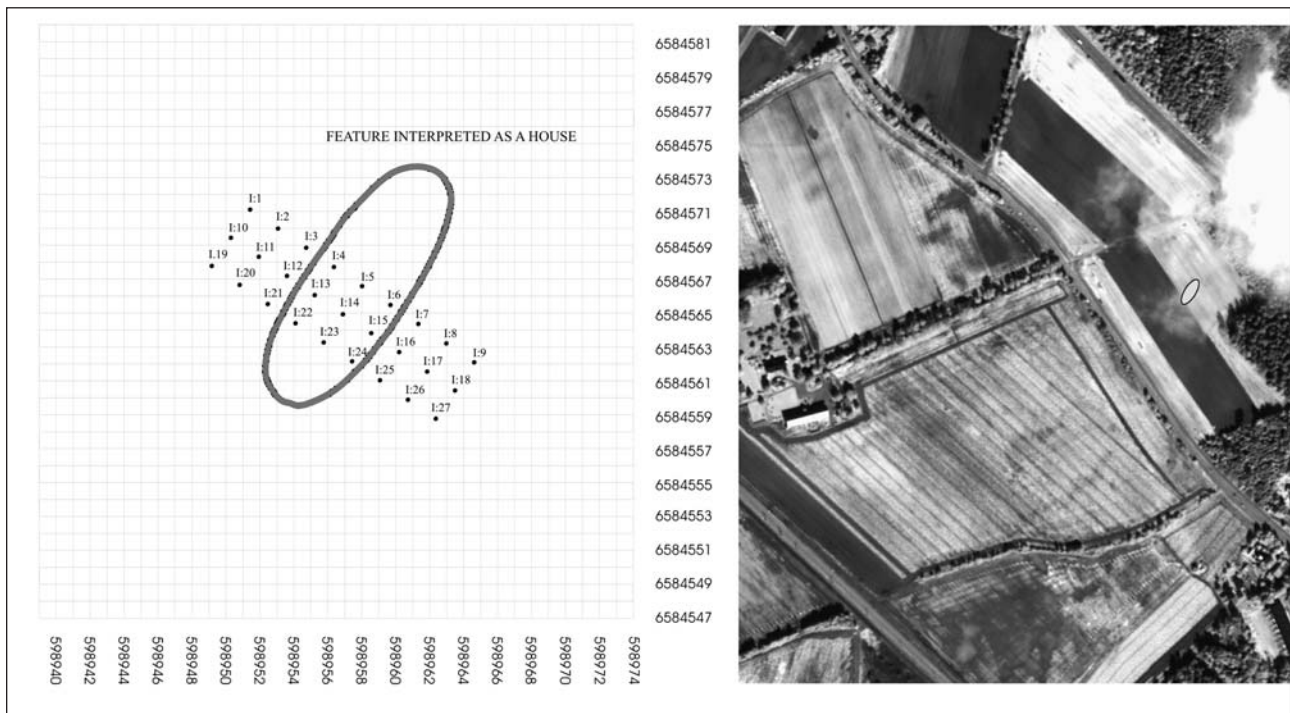 6584581
6584579
6584577
FEATURE INTERPRETED AS A HOUSE
6584575
6584573
6584571
6584569
6584567
6584565
6584563
6584561
6584559
6584557
6584555
6584553
6584551
6584549
6584547
I:1
I:2
I:3
I:4
I:5
I:6
I:7
I:8
I:9
I:10
I:11
I:12
I:13
I:14
I:15
I:16
I:17
I:18
I.19
I:20
I:21
I:22
I:23
I:24
I:25
I:26
I:27
598940
598942
598944
598946
598948
598950
598952
598954
598956
598958
598960
598962
598964
598966
598968
598970
598972
598974